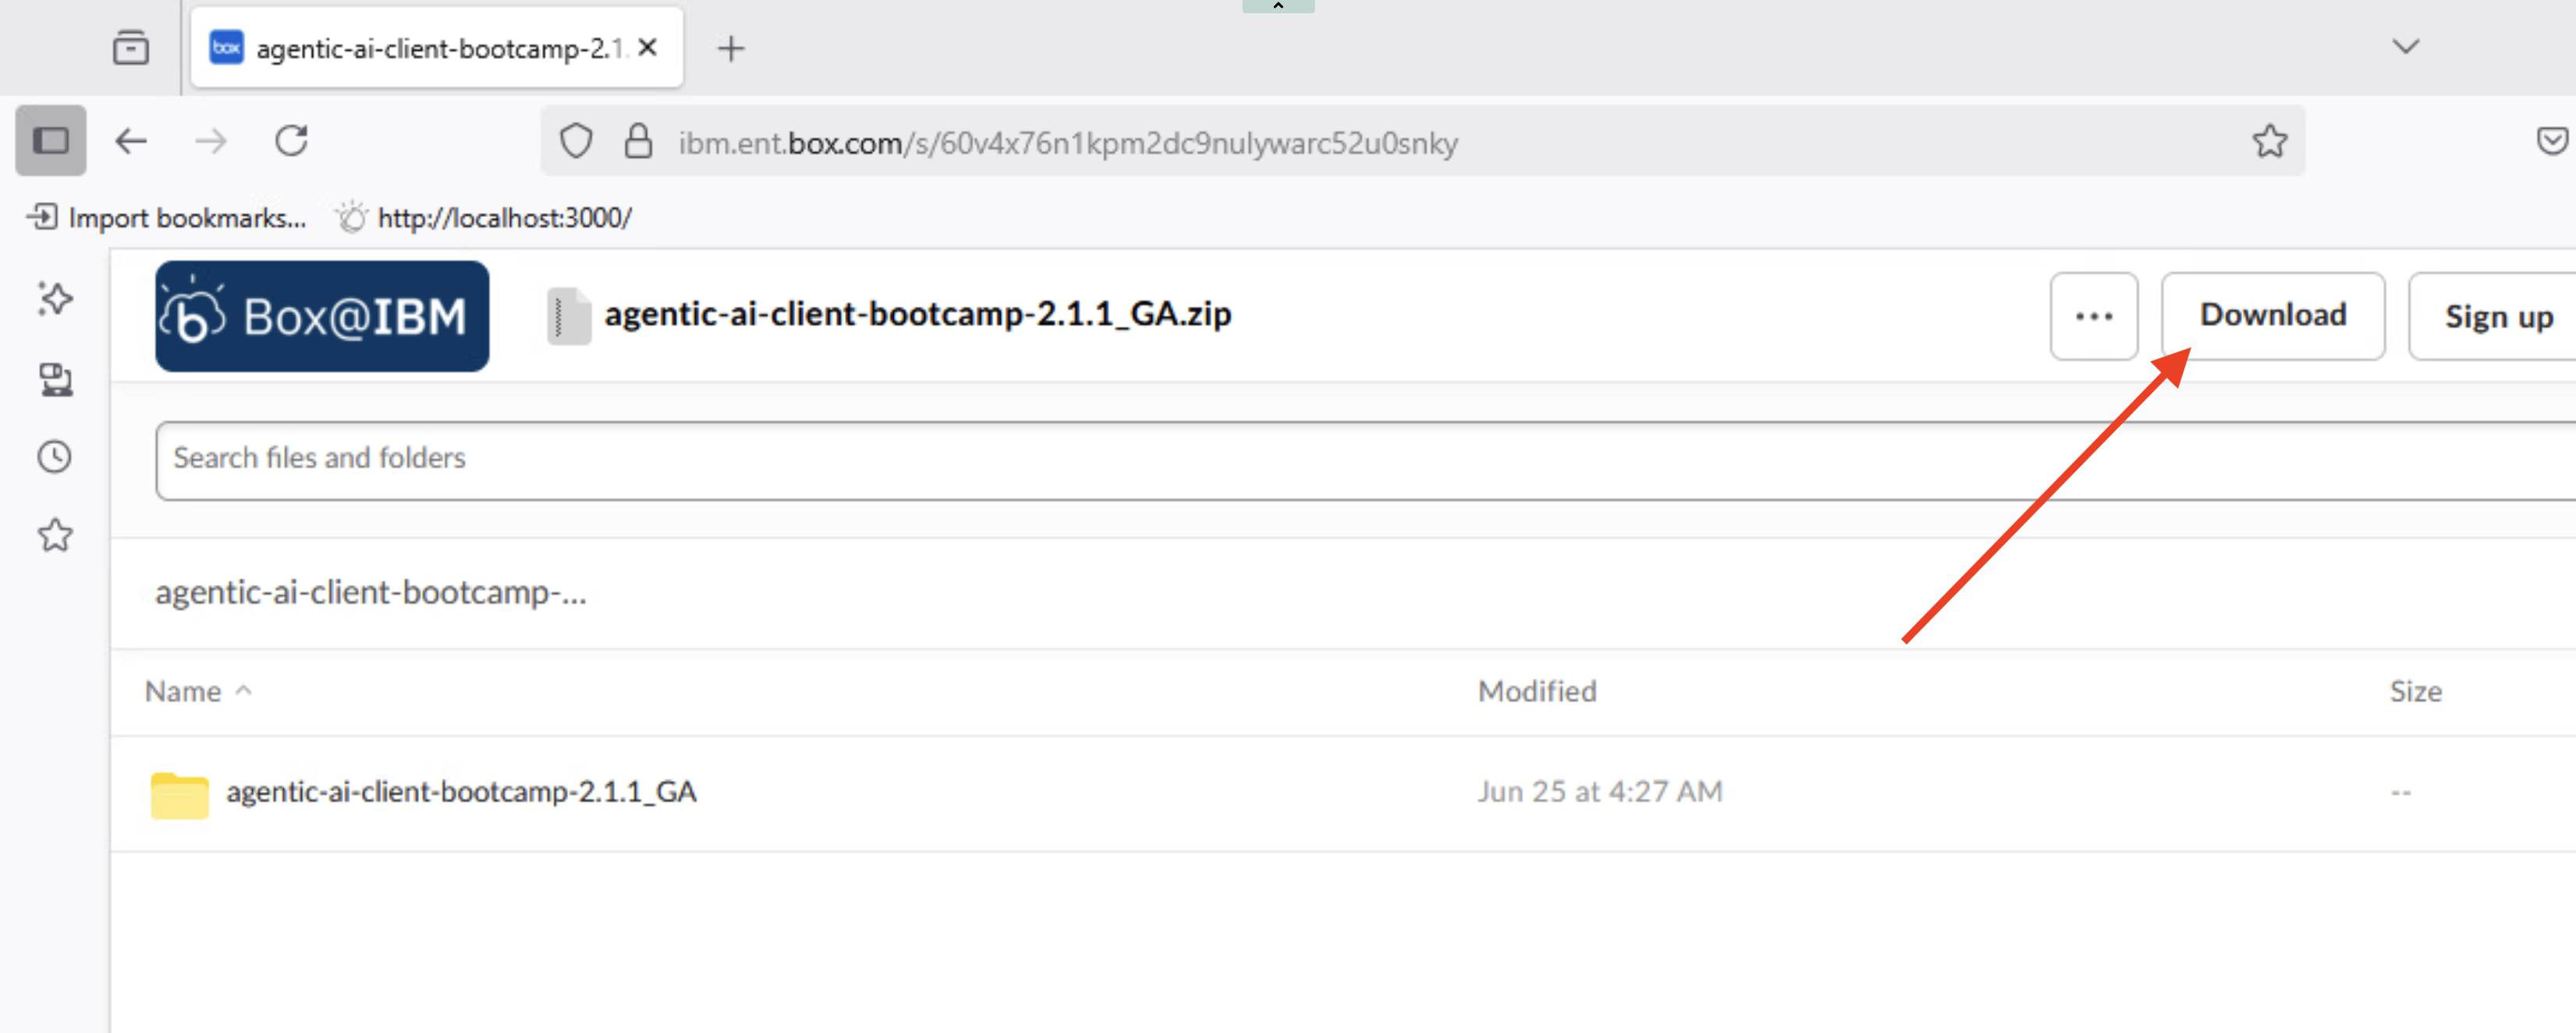 box agentic-ai-client-bootcamp-2.1.
ibm.ent.box.com/s/60v4x76n1kpm2dc9nulywarc52u0snky
Import bookmarks... http://localhost:3000/
Box@IBM agentic-ai-client-bootcamp-2.1.1_GA.zip ... Download Sign up
Search files and folders
agentic-ai-client-bootcamp-...
Name Modified Size
agentic-ai-client-bootcamp-2.1.1_GA Jun 25 at 4:27 AM --